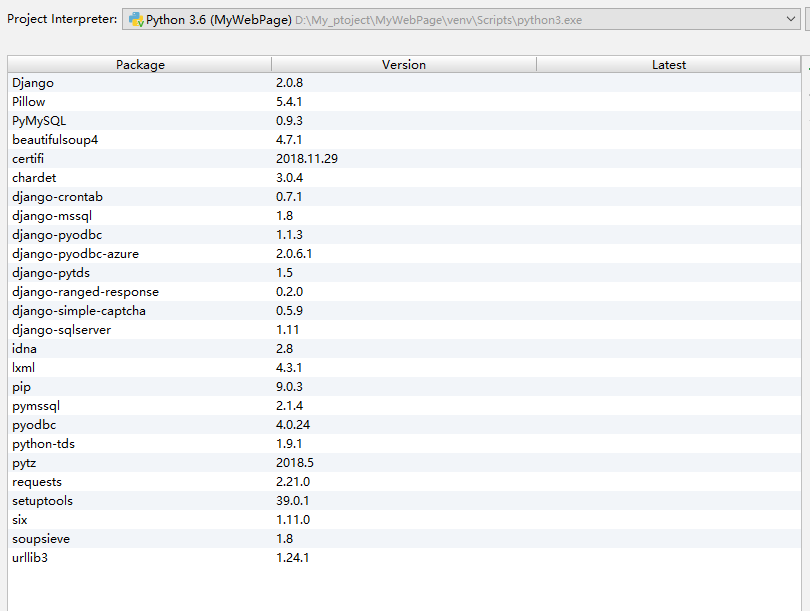 Project Interpreter: Python 3.6 (MyWebPage) D:\My_ptoject\MyWebPage\venv\Scripts\python3.exe
Package Version Latest
Django 2.0.8
Pillow 5.4.1
PyMySQL 0.9.3
beautifulsoup4 4.7.1
certifi 2018.11.29
chardet 3.0.4
django-crontab 0.7.1
django-mssql 1.8
django-pyodbc 1.1.3
django-pyodbc-azure 2.0.6.1
django-pytds 1.5
django-ranged-response 0.2.0
django-simple-captcha 0.5.9
django-sqlserver 1.11
idna 2.8
lxml 4.3.1
pip 9.0.3
pymssql 2.1.4
pyodbc 4.0.24
python-tds 1.9.1
pytz 2018.5
requests 2.21.0
setuptools 39.0.1
six 1.11.0
soupsieve 1.8
urllib3 1.24.1